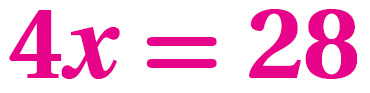 4x = 28